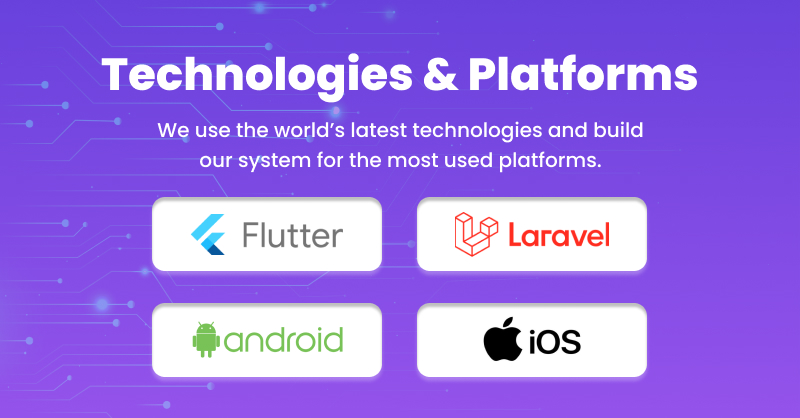 Technologies & Platforms
We use the world's latest technologies and build
our system for the most used platforms.
Flutter
Laravel
android
iOS